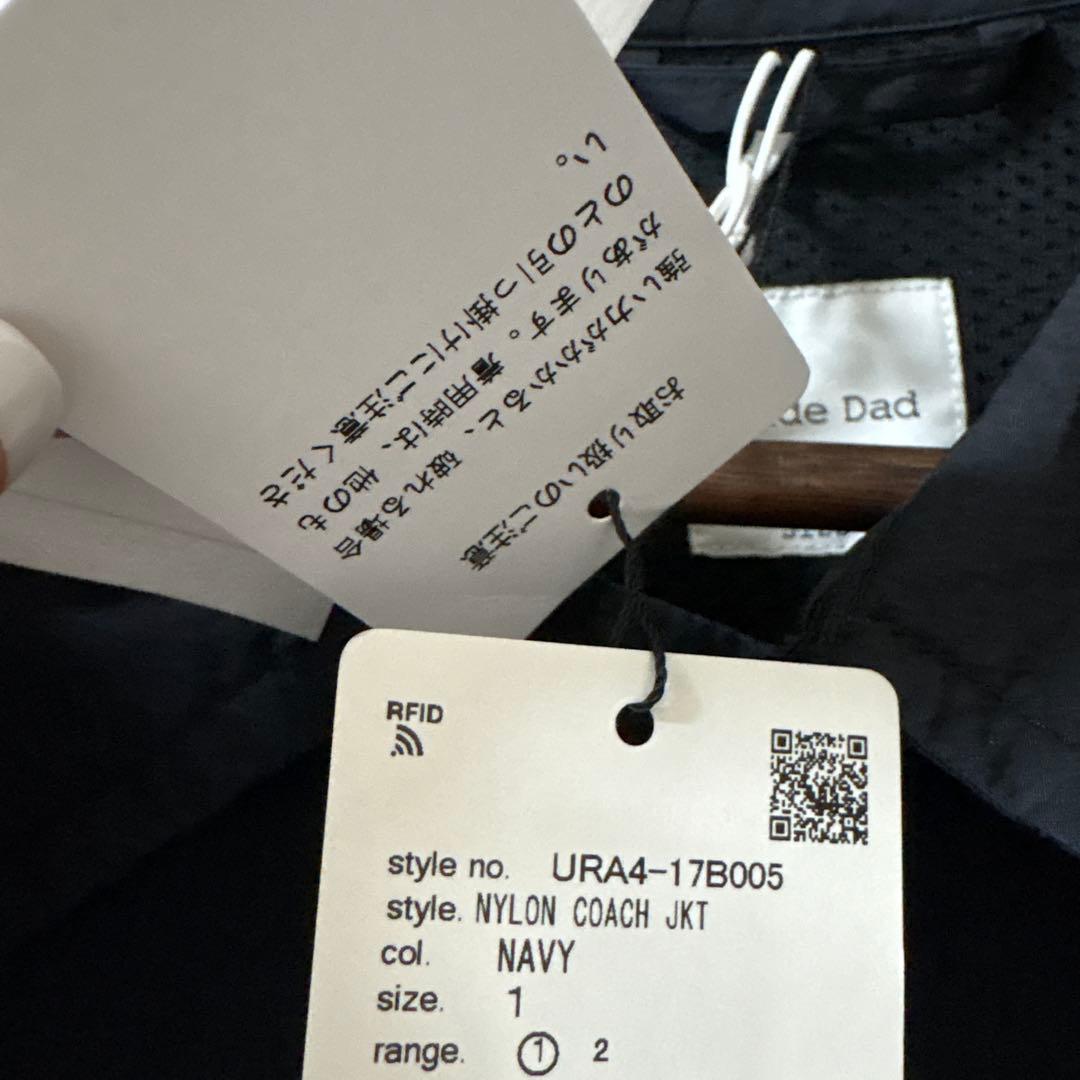 お取り扱いのご注意
強い力がかかると、破れる場合
があります。着用時は、他のも
のとの引っ掛けにご注意くださ
い。
de Dad
RFID
style no. URA4-17B005
style. NYLON COACH JKT
col. NAVY
size. 1
range. ① 2